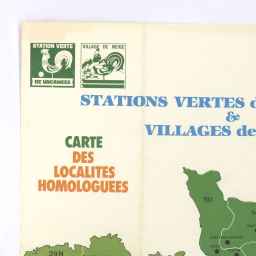 STATION VERTE
DE VACANCES
VILLAGE DE NEIGE
STATIONS VERTES d
&
VILLAGES de
CARTE
DES
LOCALITES
HOMOLOGUEES